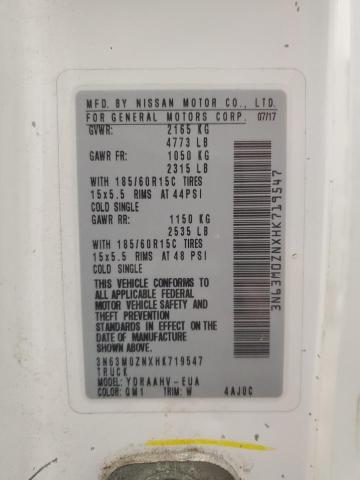 MFD. BY NISSAN MOTOR CO., LTD.
FOR GENERAL MOTORS CORP. 07/17
GVWR: 2165 KG
4773 LB
GAWR FR: 1050 KG
2315 LB
WITH 185/60R15C TIRES
15x5.5 RIMS AT 44PSI
COLD SINGLE
GAWR RR: 1150 KG
2535 LB
WITH 185/60R15C TIRES
15x5.5 RIMS AT 48 PSI
COLD SINGLE
THIS VEHICLE CONFORMS TO
ALL APPLICABLE FEDERAL
MOTOR VEHICLE SAFETY AND
THEFT PREVENTION
STANDARDS IN EFFECT ON THE
DATE OF MANUFACTURE
SHOWN ABOVE.
3N63M0ZNXHK719547
TRUCK
MODEL: YDRAAHV-EUA
COLOR: QM1 TRIM: W 4AJ0C
3N63M0ZNXHK719547